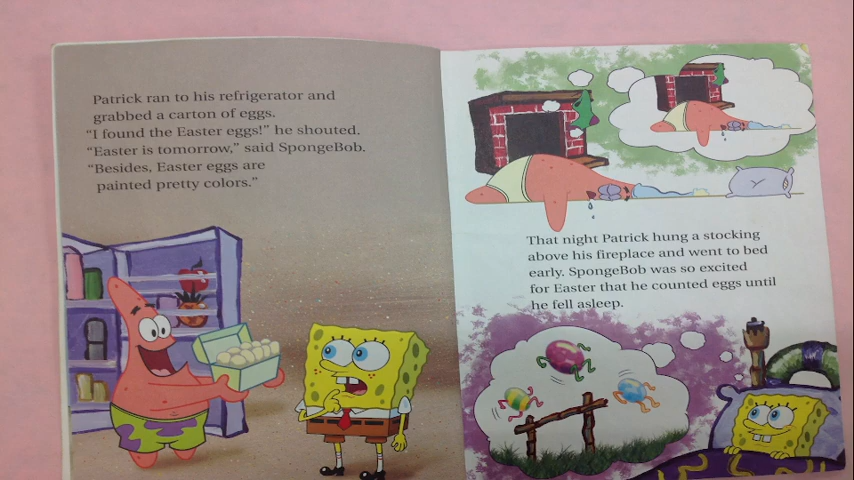 Patrick ran to his refrigerator and
grabbed a carton of eggs.
“I found the Easter eggs!” he shouted.
“Easter is tomorrow,” said SpongeBob.
“Besides, Easter eggs are
painted pretty colors.”
That night Patrick hung a stocking
above his fireplace and went to bed
early. SpongeBob was so excited
for Easter that he counted eggs until
he fell asleep.